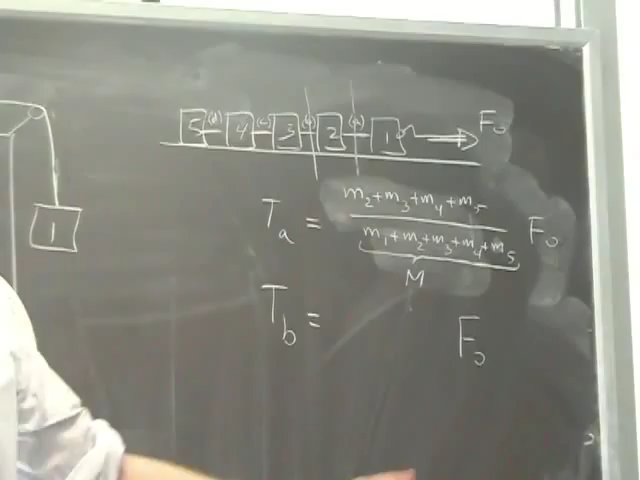 5 (d) 4 (c) 3 (b) 2 (a) 1 F₀
1
m₂+m₃+m₄+m₅
Tₐ = F₀
m₁+m₂+m₃+m₄+m₅
M
T_b = F₀